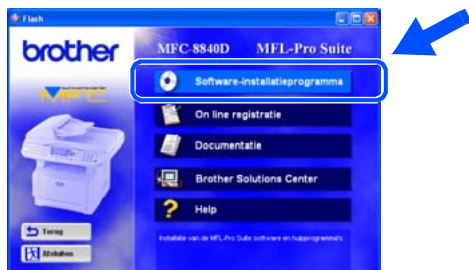 Flash
brother
MFC-8840D MFL-Pro Suite
MFC
Software-installatieprogramma
On line registratie
Documentatie
Brother Solutions Center
? Help
Terug
Afsluiten
Installatie van de MFL-Pro Suite software en hulpprogramma's